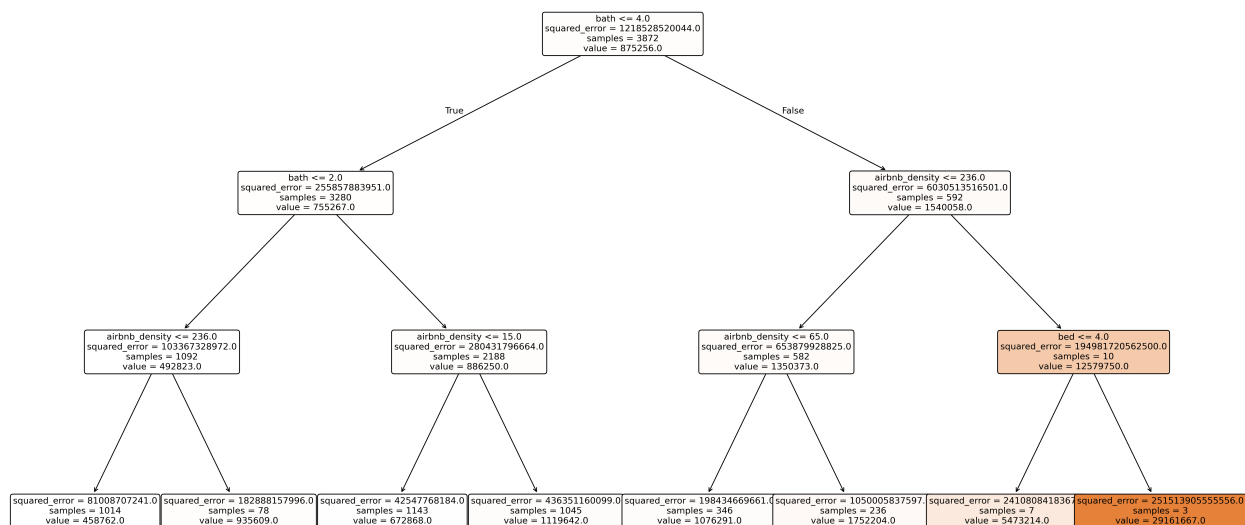 bath <= 4.0
squared_error = 1218528520044.0
samples = 3872
value = 875256.0
True
False
bath <= 2.0
squared_error = 255857883951.0
samples = 3280
value = 755267.0
airbnb_density <= 236.0
squared_error = 6030513516501.0
samples = 592
value = 1540058.0
airbnb_density <= 236.0
squared_error = 103367328972.0
samples = 1092
value = 492823.0
airbnb_density <= 15.0
squared_error = 280431796664.0
samples = 2188
value = 886250.0
airbnb_density <= 65.0
squared_error = 653879928825.0
samples = 582
value = 1350373.0
bed <= 4.0
squared_error = 194981720562500.0
samples = 10
value = 12579750.0
squared_error = 81008707241.0
samples = 1014
value = 458762.0
squared_error = 182888157996.0
samples = 78
value = 935609.0
squared_error = 42547768184.0
samples = 1143
value = 672868.0
squared_error = 436351160099.0
samples = 1045
value = 1119642.0
squared_error = 198434669661.0
samples = 346
value = 1076291.0
squared_error = 1050005837597.
samples = 236
value = 1752204.0
squared_error = 2410808418367
samples = 7
value = 5473214.0
squared_error = 251513905555556.0
samples = 3
value = 29161667.0